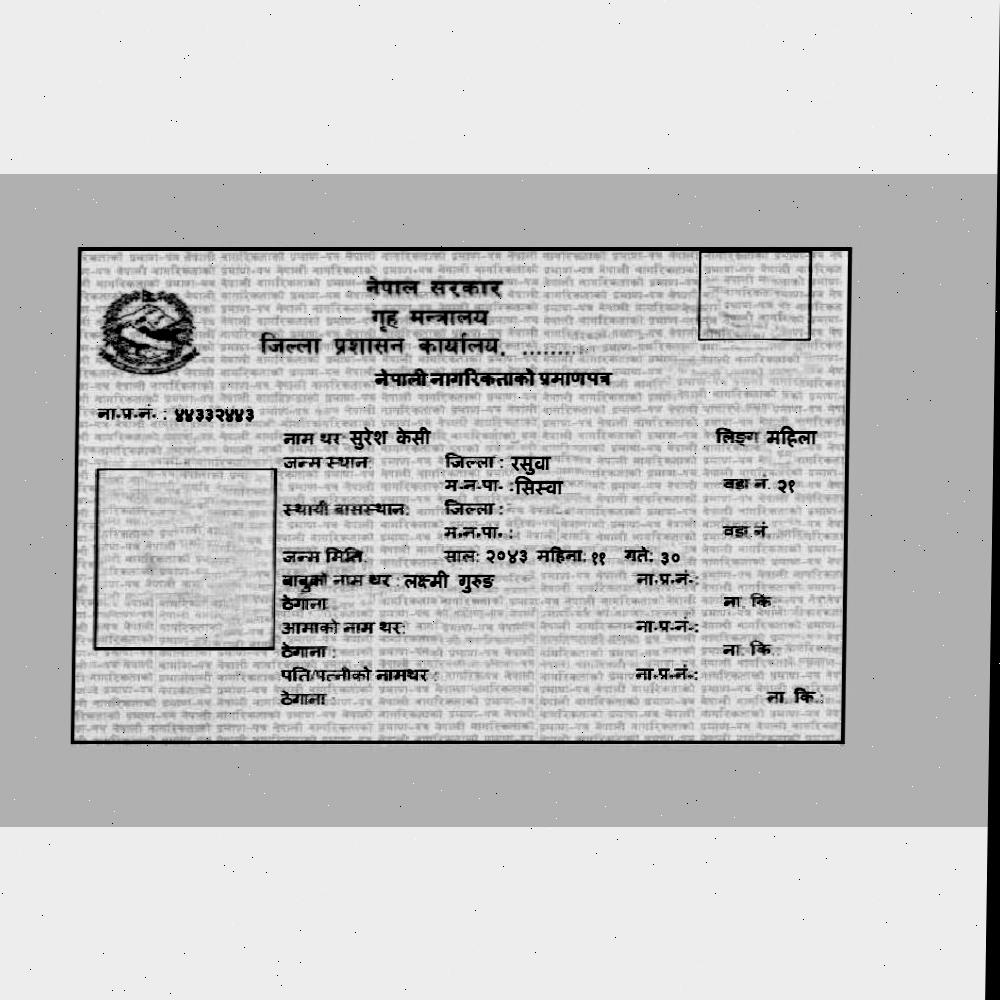 नेपाल सरकार
गृह मन्त्रालय
जिल्ला प्रशासन कार्यालय, .........
नेपाली नागरिकताको प्रमाणपत्र
ना.प्र.नं. : ४४३३२४४३
नाम थर सुरेश केसी लिङ्ग महिला
जन्म स्थान: जिल्ला : रसुवा
म.न.पा. :सिस्वा वडा नं. २१
स्थायी बासस्थान: जिल्ला :
म.न.पा. : वडा नं
जन्म मिति: साल: २०४३ महिना: ११ गते: ३०
बाबुको नाम थर : लक्ष्मी गुरुङ ना.प्र.नं.:
ठेगाना ना. कि
आमाको नाम थर: ना.प्र.नं.:
ठेगाना : ना. कि.:
पति/पत्नीको नामथर : ना.प्र.नं.:
ठेगाना : ना. कि.: